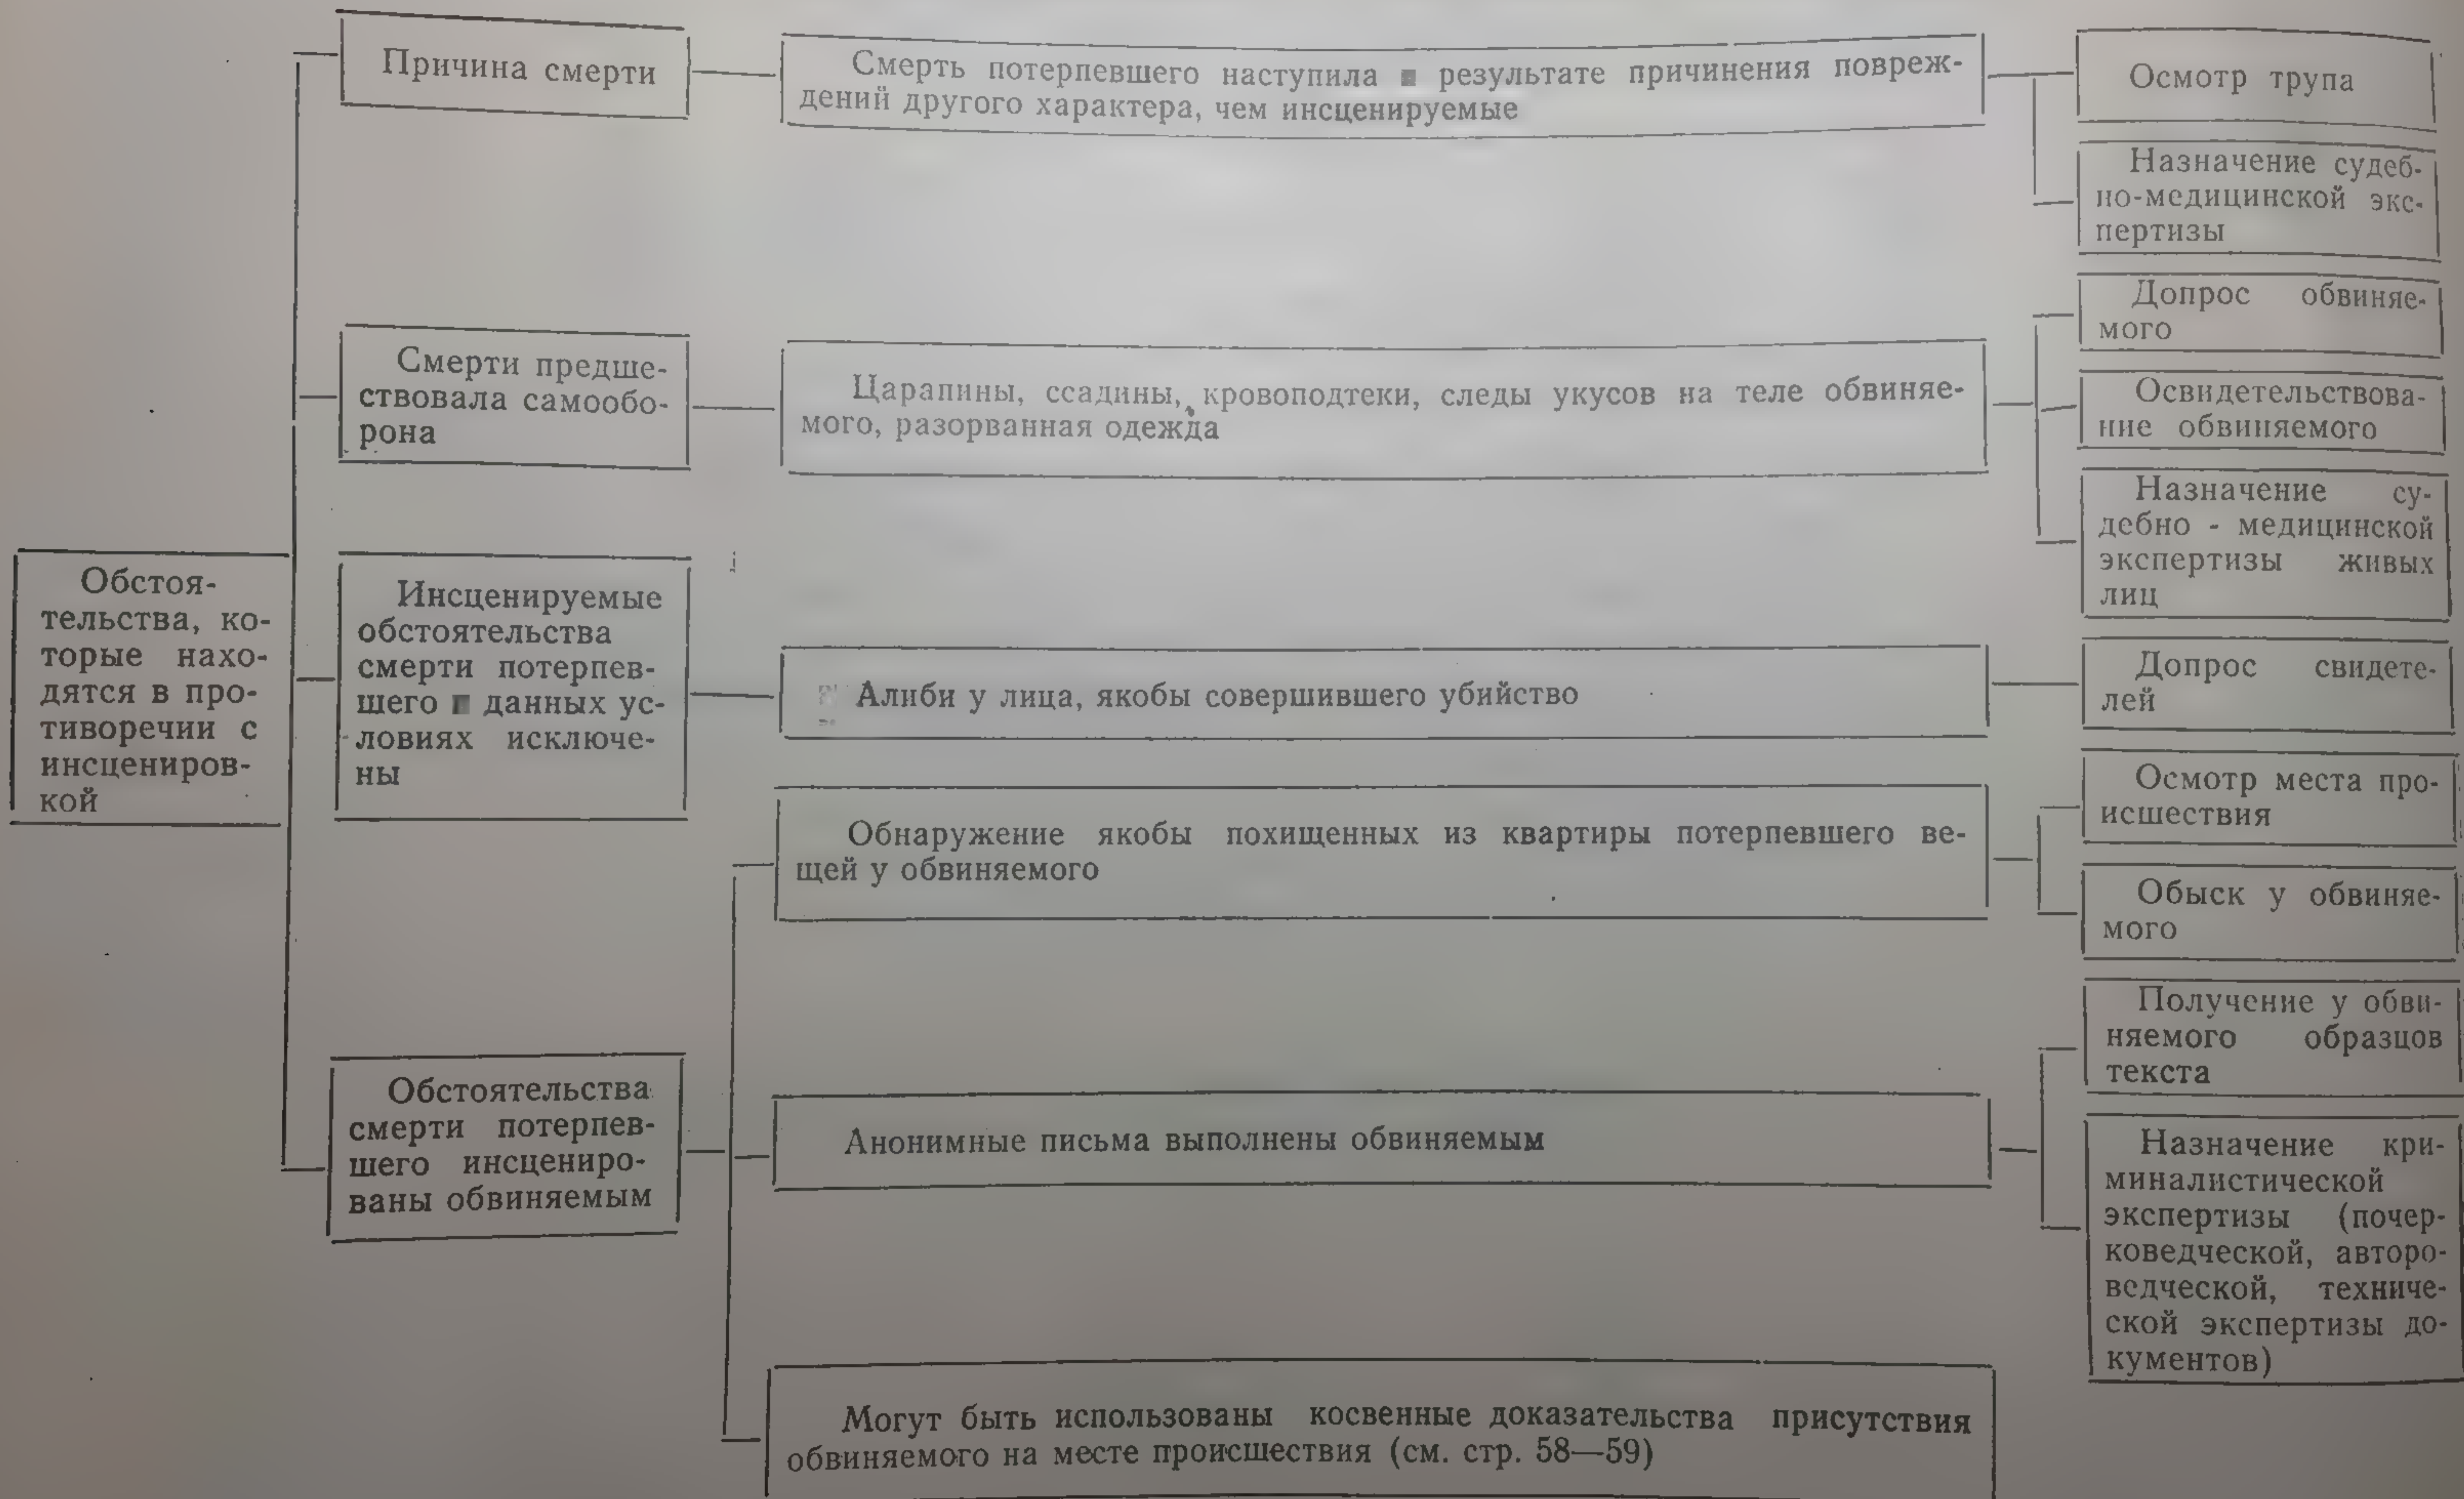 Обстоя-
тельства, ко-
торые нахо-
дятся в про-
тиворечии с
инсцениров-
кой
Причина смерти
Смерть потерпевшего наступила результате причинения повреж-
дений другого характера, чем инсценируемые
Осмотр трупа
Назначение судеб-
но-медицинской экс-
пертизы
Смерти предше-
ствовала самообо-
рона
Царапины, ссадины, кровоподтеки, следы укусов на теле обвиняе-
мого, разорванная одежда
Допрос обвиняе-
мого
Освидетельствова-
ние обвиняемого
Назначение су-
дебно - медицинской
экспертизы живых
лиц
Инсценируемые
обстоятельства
смерти потерпев-
шего данных ус-
ловиях исключе-
ны
Алиби у лица, якобы совершившего убийство
Допрос свидете-
лей
Обстоятельства
смерти потерпев-
шего инсцениро-
ваны обвиняемым
Обнаружение якобы похищенных из квартиры потерпевшего ве-
щей у обвиняемого
Осмотр места про-
исшествия
Обыск у обвиняе-
мого
Анонимные письма выполнены обвиняемым
Получение у обви-
няемого образцов
текста
Назначение кри-
миналистической
экспертизы (почер-
коведческой, авторо-
ведческой, техниче-
ской экспертизы до-
кументов)
Могут быть использованы косвенные доказательства присутствия
обвиняемого на месте происшествия (см. стр. 58—59)